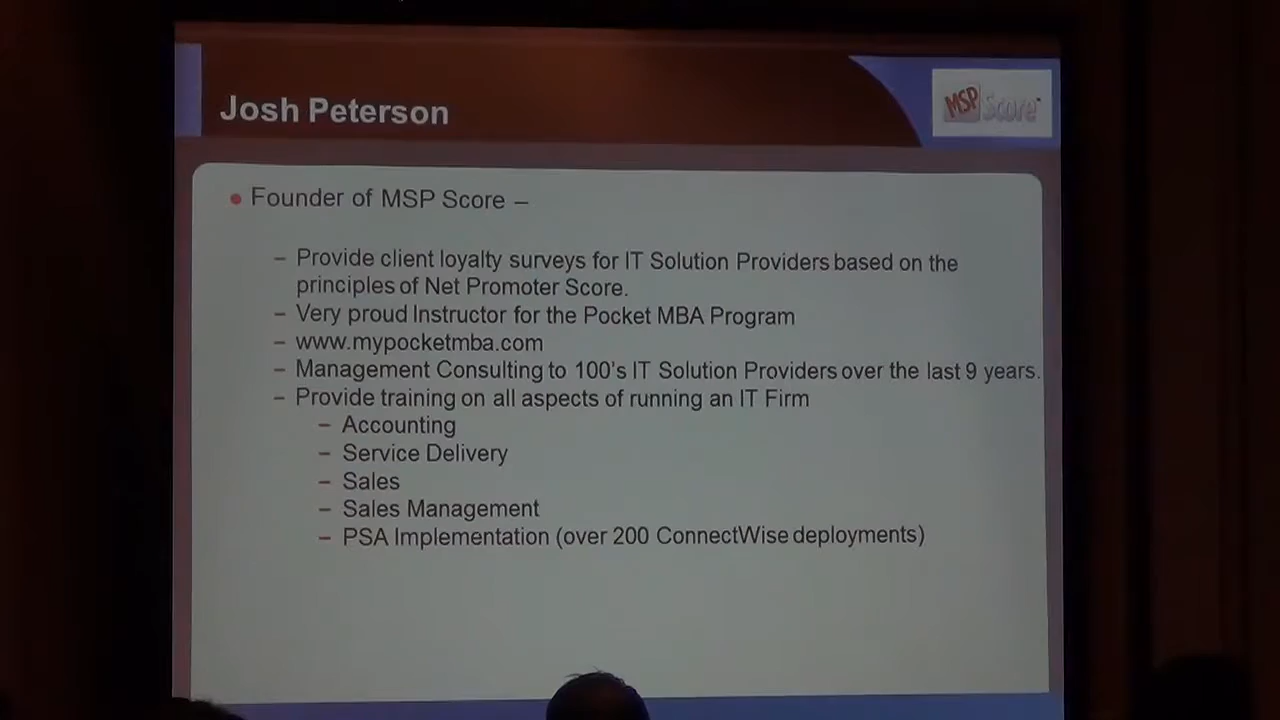 Josh Peterson
MSP Score™
• Founder of MSP Score –
– Provide client loyalty surveys for IT Solution Providers based on the
principles of Net Promoter Score.
– Very proud Instructor for the Pocket MBA Program
– www.mypocketmba.com
– Management Consulting to 100's IT Solution Providers over the last 9 years.
– Provide training on all aspects of running an IT Firm
– Accounting
– Service Delivery
– Sales
– Sales Management
– PSA Implementation (over 200 ConnectWise deployments)